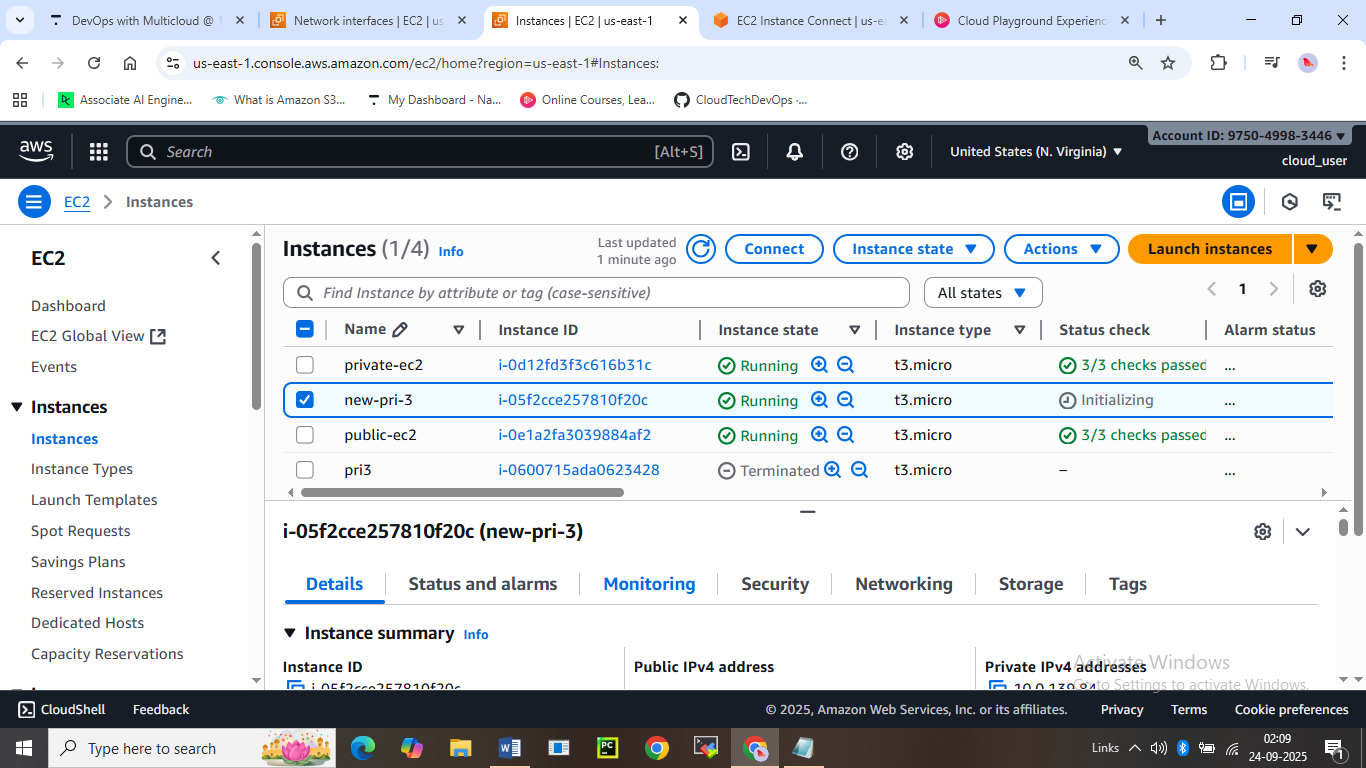 DevOps with Multicloud @ 1
Network interfaces | EC2 | us
Instances | EC2 | us-east-1
EC2 Instance Connect | us-e
Cloud Playground Experienc
us-east-1.console.aws.amazon.com/ec2/home?region=us-east-1#Instances:
Associate AI Engine...
What is Amazon S3...
My Dashboard - Na...
Online Courses, Lea...
CloudTechDevOps -...
aws
Search
[Alt+S]
United States (N. Virginia)
Account ID: 9750-4998-3446
cloud_user
EC2
Instances
EC2
Dashboard
EC2 Global View
Events
Instances
Instances
Instance Types
Launch Templates
Spot Requests
Savings Plans
Reserved Instances
Dedicated Hosts
Capacity Reservations
Instances (1/4) Info
Last updated
1 minute ago
Connect
Instance state
Actions
Launch instances
Find Instance by attribute or tag (case-sensitive)
All states
1
Name Instance ID Instance state Instance type Status check Alarm status
private-ec2 i-0d12fd3f3c616b31c Running t3.micro 3/3 checks passed ...
new-pri-3 i-05f2cce257810f20c Running t3.micro Initializing ...
public-ec2 i-0e1a2fa3039884af2 Running t3.micro 3/3 checks passed ...
pri3 i-0600715ada0623428 Terminated t3.micro – ...
i-05f2cce257810f20c (new-pri-3)
Details Status and alarms Monitoring Security Networking Storage Tags
Instance summary Info
Instance ID
i-05f2cce257810f20c
Public IPv4 address
Private IPv4 addresses
10.0.139.84
Activate Windows
Go to Settings to activate Windows.
CloudShell Feedback
© 2025, Amazon Web Services, Inc. or its affiliates. Privacy Terms Cookie preferences
Type here to search
Links
02:09
24-09-2025
1